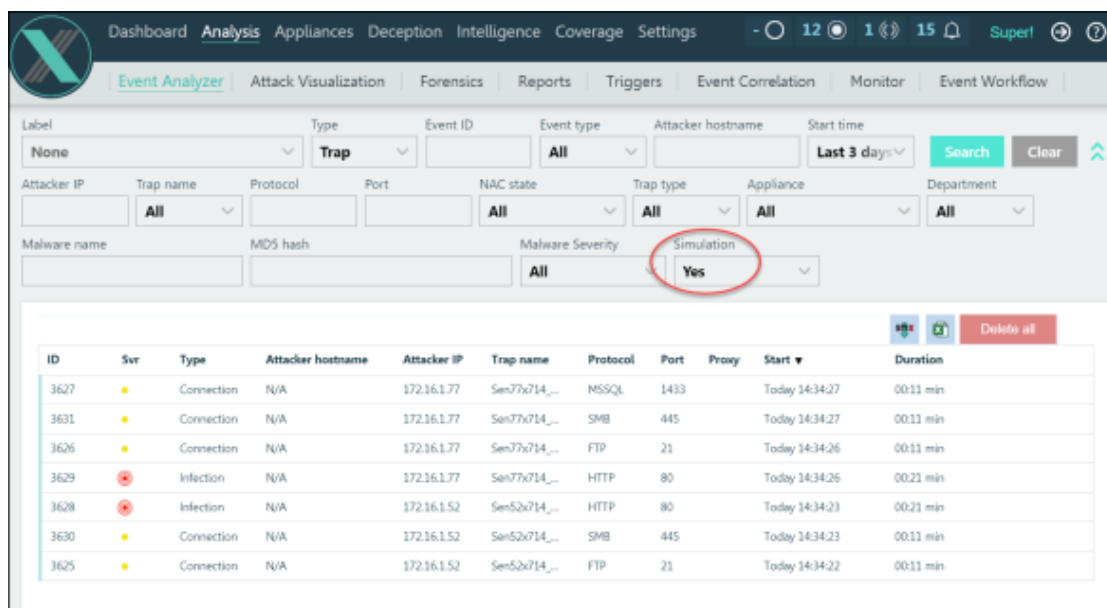 Dashboard Analysis Appliances Deception Intelligence Coverage Settings - 12 1 15 Super!
Event Analyzer Attack Visualization Forensics Reports Triggers Event Correlation Monitor Event Workflow
Label Type Event ID Event type Attacker hostname Start time
None Trap All Last 3 days Search Clear
Attacker IP Trap name Protocol Port NAC state Trap type Appliance Department
All All All All All
Malware name MD5 hash Malware Severity Simulation
All Yes
Delete all
ID Svr Type Attacker hostname Attacker IP Trap name Protocol Port Proxy Start ▼ Duration
3627 Connection N/A 172.16.1.77 Sen77x714_... MSSQL 1433 Today 14:34:27 00:11 min
3631 Connection N/A 172.16.1.77 Sen77x714_... SMB 445 Today 14:34:27 00:11 min
3626 Connection N/A 172.16.1.77 Sen77x714_... FTP 21 Today 14:34:26 00:11 min
3629 Infection N/A 172.16.1.77 Sen77x714_... HTTP 80 Today 14:34:26 00:21 min
3628 Infection N/A 172.16.1.52 Sen52x714_... HTTP 80 Today 14:34:23 00:21 min
3630 Connection N/A 172.16.1.52 Sen52x714_... SMB 445 Today 14:34:23 00:11 min
3625 Connection N/A 172.16.1.52 Sen52x714_... FTP 21 Today 14:34:22 00:11 min